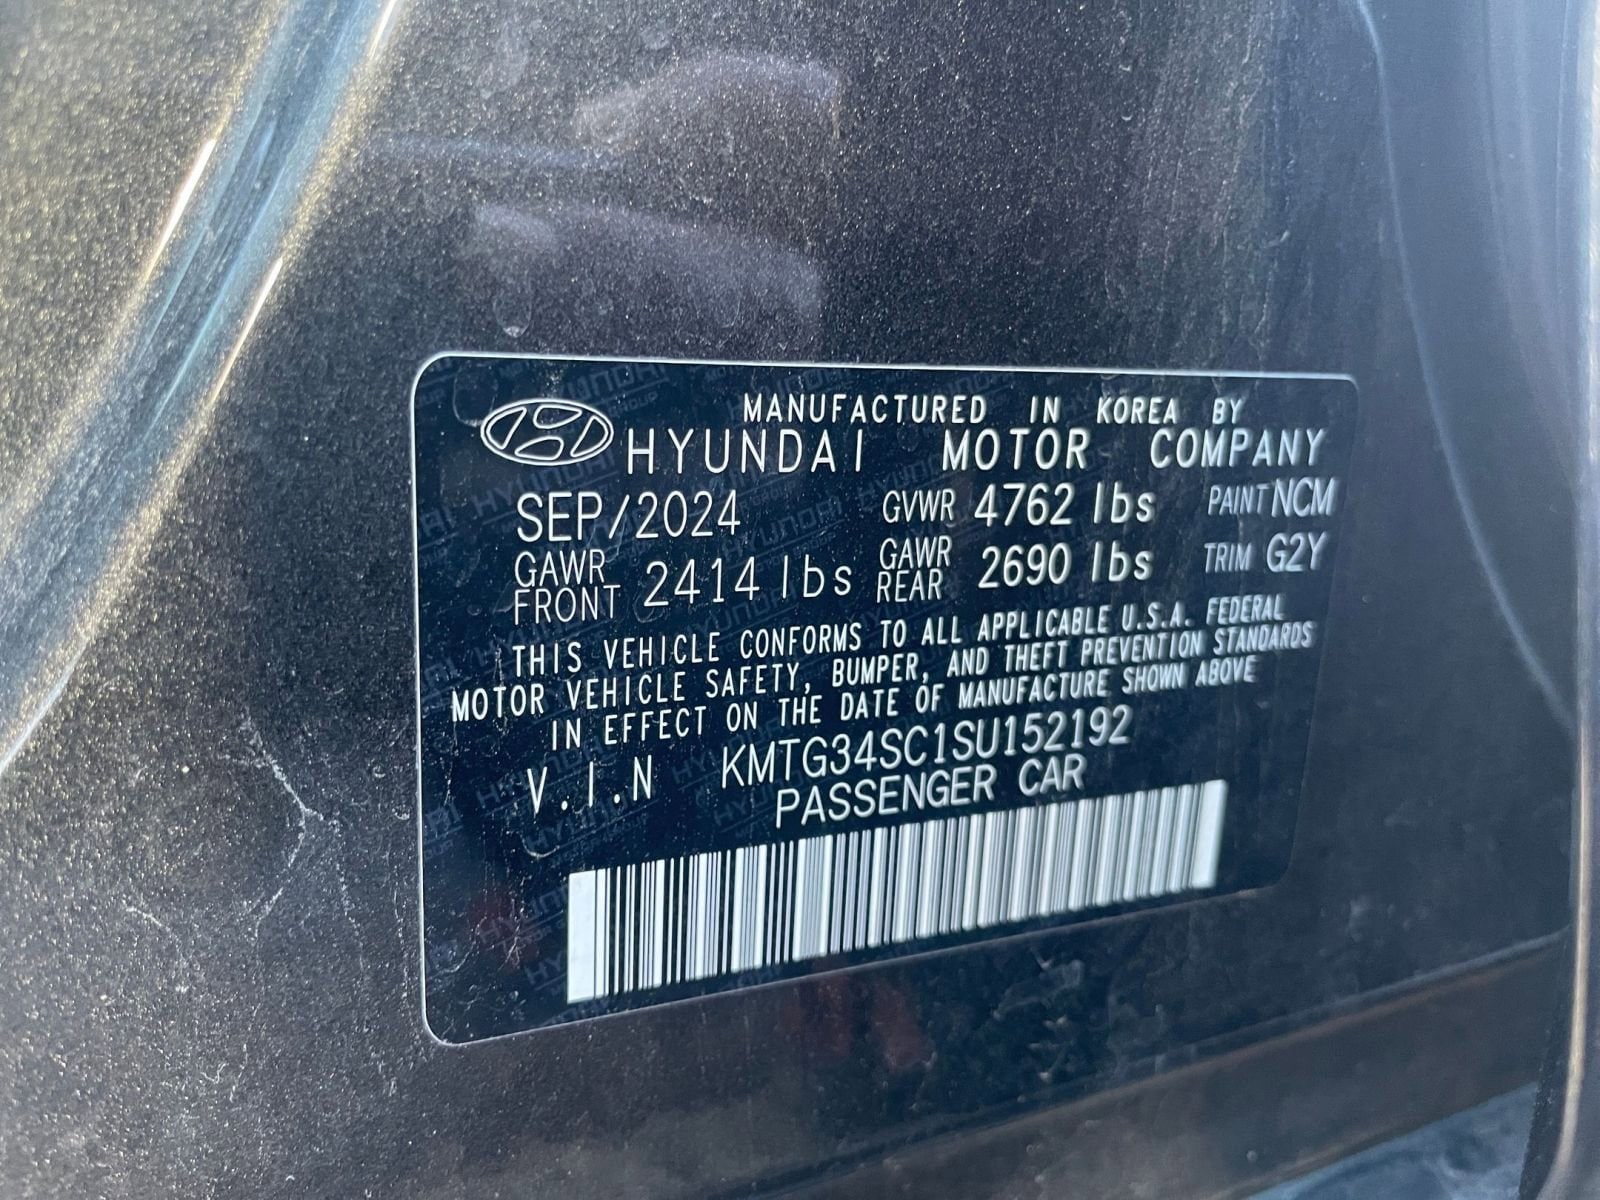 MANUFACTURED IN KOREA BY
HYUNDAI MOTOR COMPANY
SEP/2024 GVWR 4762 lbs PAINT NCM
GAWR FRONT 2414 lbs GAWR REAR 2690 lbs TRIM G2Y
THIS VEHICLE CONFORMS TO ALL APPLICABLE U.S.A. FEDERAL
MOTOR VEHICLE SAFETY, BUMPER, AND THEFT PREVENTION STANDARDS
IN EFFECT ON THE DATE OF MANUFACTURE SHOWN ABOVE
V.I.N KMTG34SC1SU152192
PASSENGER CAR